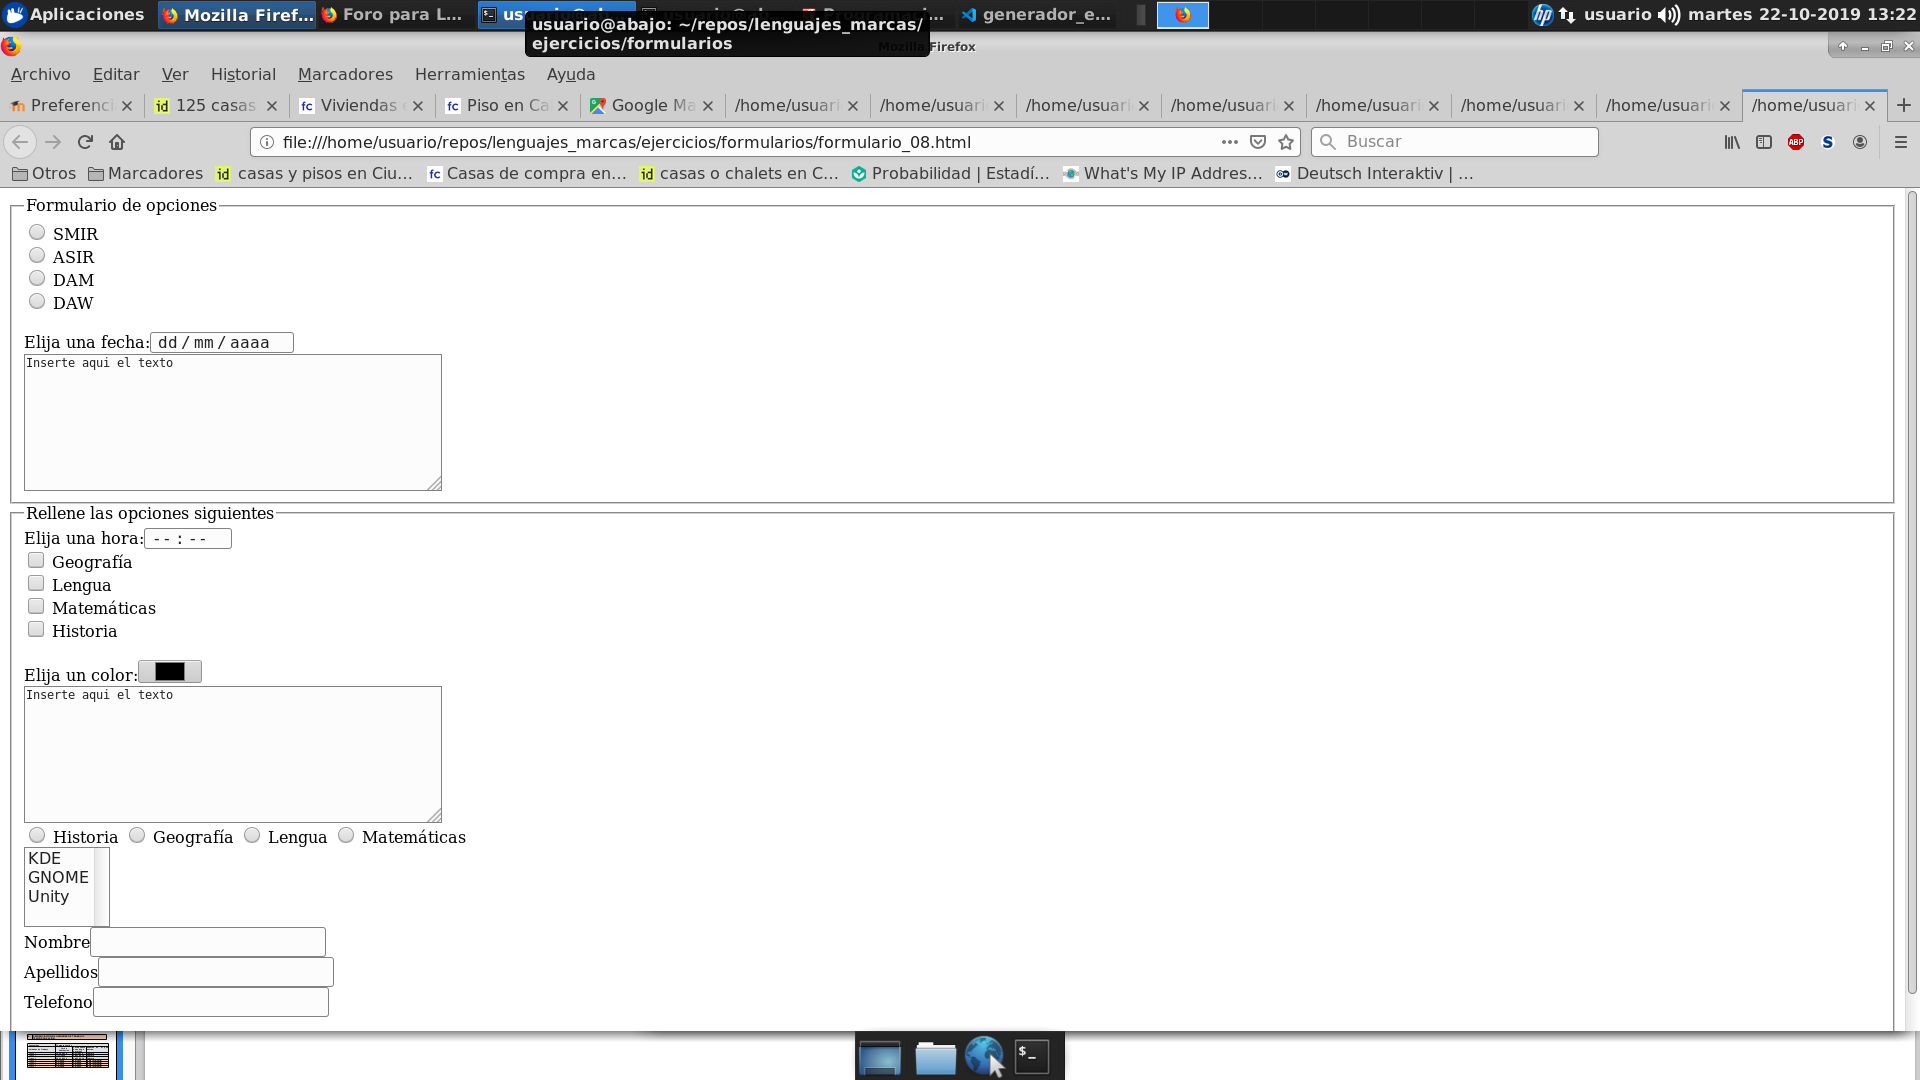 Aplicaciones Mozilla Firef... Foro para L... generador_e... usuario martes 22-10-2019 13:22
usuario@abajo: ~/repos/lenguajes_marcas/
ejercicios/formularios
Mozilla Firefox
Archivo Editar Ver Historial Marcadores Herramientas Ayuda
Preferenci 125 casas Viviendas Piso en Ca Google Ma /home/usuari /home/usuari /home/usuari /home/usuari /home/usuari /home/usuari /home/usuari /home/usuari
file:///home/usuario/repos/lenguajes_marcas/ejercicios/formularios/formulario_08.html Buscar
Otros Marcadores casas y pisos en Ciu... Casas de compra en... casas o chalets en C... Probabilidad | Estadí... What's My IP Addres... Deutsch Interaktiv | ...
Formulario de opciones
SMIR
ASIR
DAM
DAW
Elija una fecha: dd / mm / aaaa
Inserte aqui el texto
Rellene las opciones siguientes
Elija una hora: -- : --
Geografía
Lengua
Matemáticas
Historia
Elija un color:
Inserte aqui el texto
Historia Geografía Lengua Matemáticas
KDE
GNOME
Unity
Nombre
Apellidos
Telefono